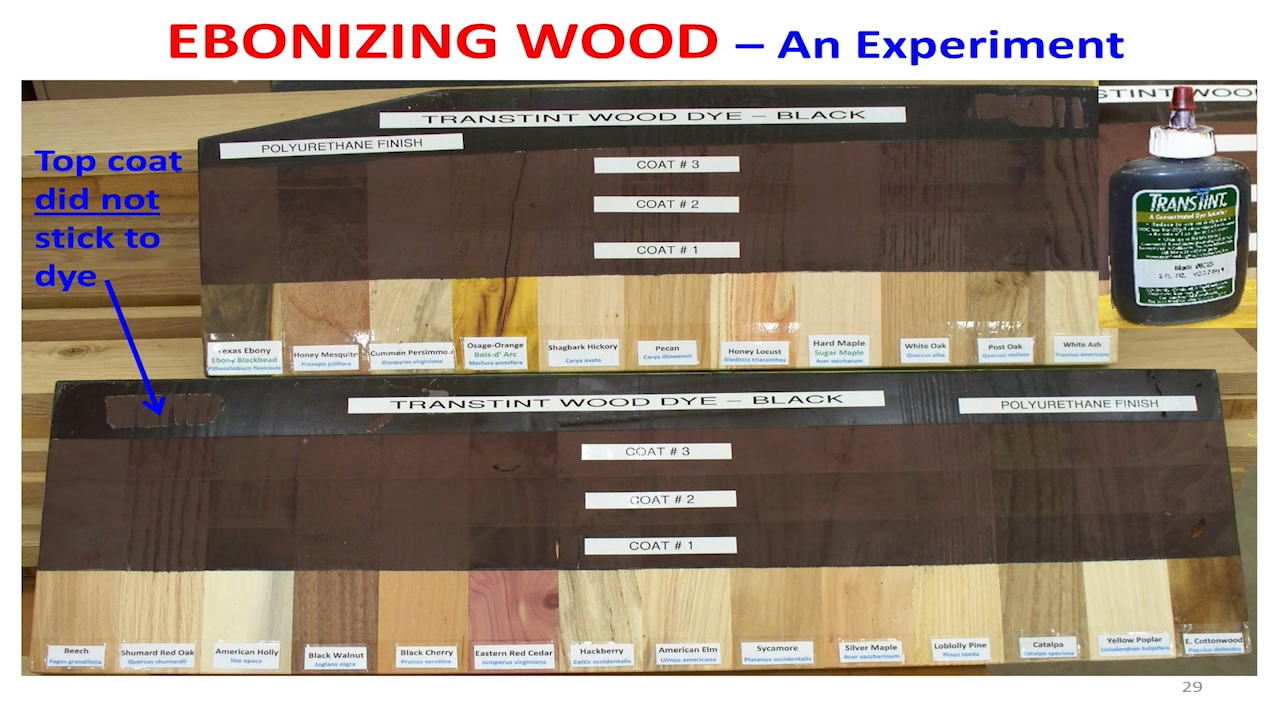 EBONIZING WOOD – An Experiment
Top coat
did not
stick to
dye
TRANSTINT WOOD DYE – BLACK
POLYURETHANE FINISH
COAT # 3
COAT # 2
COAT # 1
Texas Ebony
Ebony Blackbead
Honey Mesquite
Common Persimmon
Diospyros virginiana
Osage-Orange
Bois-d' Arc
Maclura pomifera
Shagbark Hickory
Carya ovata
Pecan
Carya illinoensis
Honey Locust
Gleditsia triacanthos
Hard Maple
Sugar Maple
Acer saccharum
White Oak
Quercus alba
Post Oak
Quercus stellata
White Ash
Fraxinus americana
TRANSTINT
A Concentrated Dye Solution
TRANSTINT WOOD DYE – BLACK
POLYURETHANE FINISH
COAT # 3
COAT # 2
COAT # 1
Beech
Fagus grandifolia
Shumard Red Oak
Quercus shumardii
American Holly
Ilex opaca
Black Walnut
Juglans nigra
Black Cherry
Prunus serotina
Eastern Red Cedar
Juniperus virginiana
Hackberry
Celtis occidentalis
American Elm
Ulmus americana
Sycamore
Platanus occidentalis
Silver Maple
Acer saccharinum
Loblolly Pine
Pinus taeda
Catalpa
Catalpa speciosa
Yellow Poplar
Liriodendron tulipifera
E. Cottonwood
Populus deltoides
29